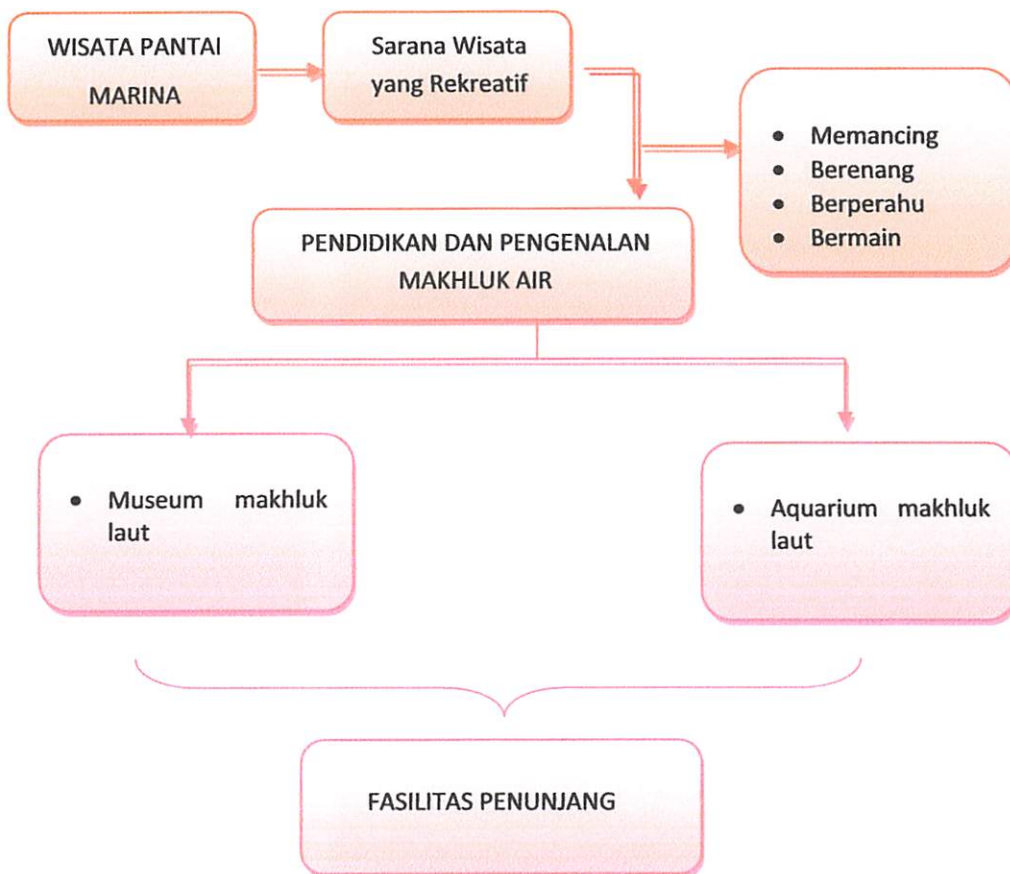 WISATA PANTAI
MARINA
Sarana Wisata
yang Rekreatif
• Memancing
• Berenang
• Berperahu
• Bermain
PENDIDIKAN DAN PENGENALAN
MAKHLUK AIR
• Museum makhluk
laut
• Aquarium makhluk
laut
FASILITAS PENUNJANG